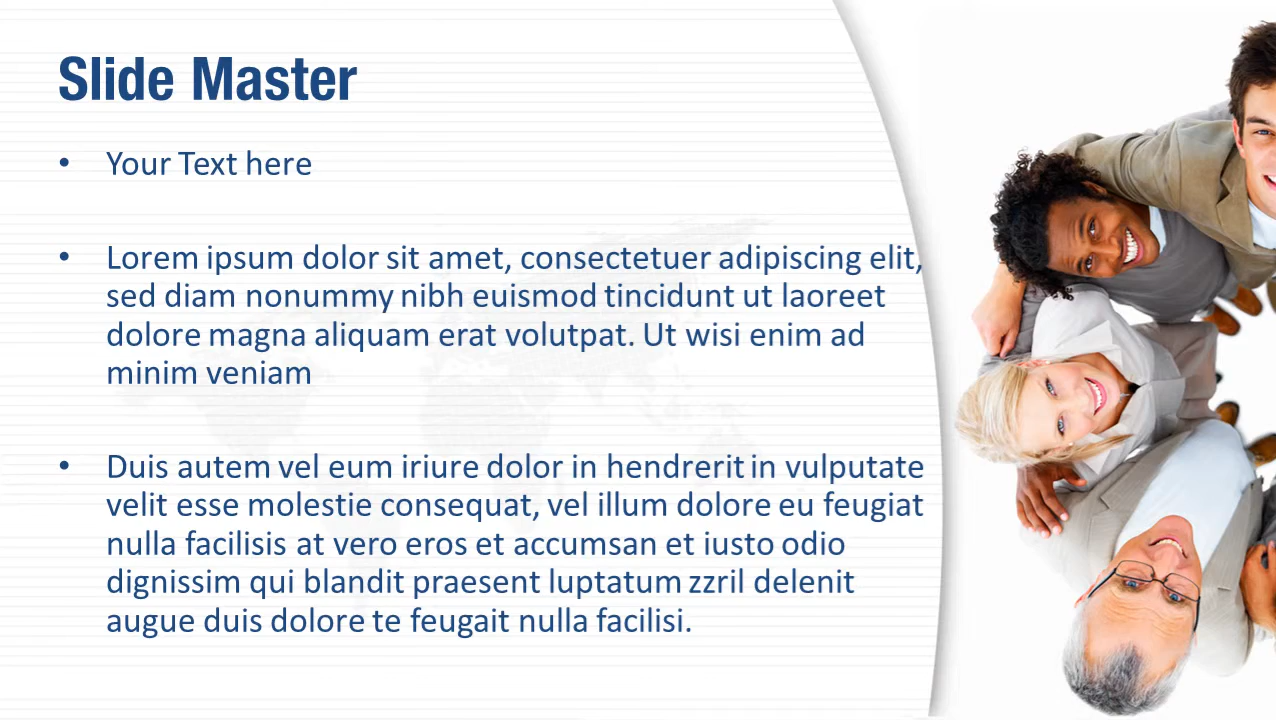 Slide Master
• Your Text here
• Lorem ipsum dolor sit amet, consectetuer adipiscing elit,
sed diam nonummy nibh euismod tincidunt ut laoreet
dolore magna aliquam erat volutpat. Ut wisi enim ad
minim veniam
• Duis autem vel eum iriure dolor in hendrerit in vulputate
velit esse molestie consequat, vel illum dolore eu feugiat
nulla facilisis at vero eros et accumsan et iusto odio
dignissim qui blandit praesent luptatum zzril delenit
augue duis dolore te feugait nulla facilisi.